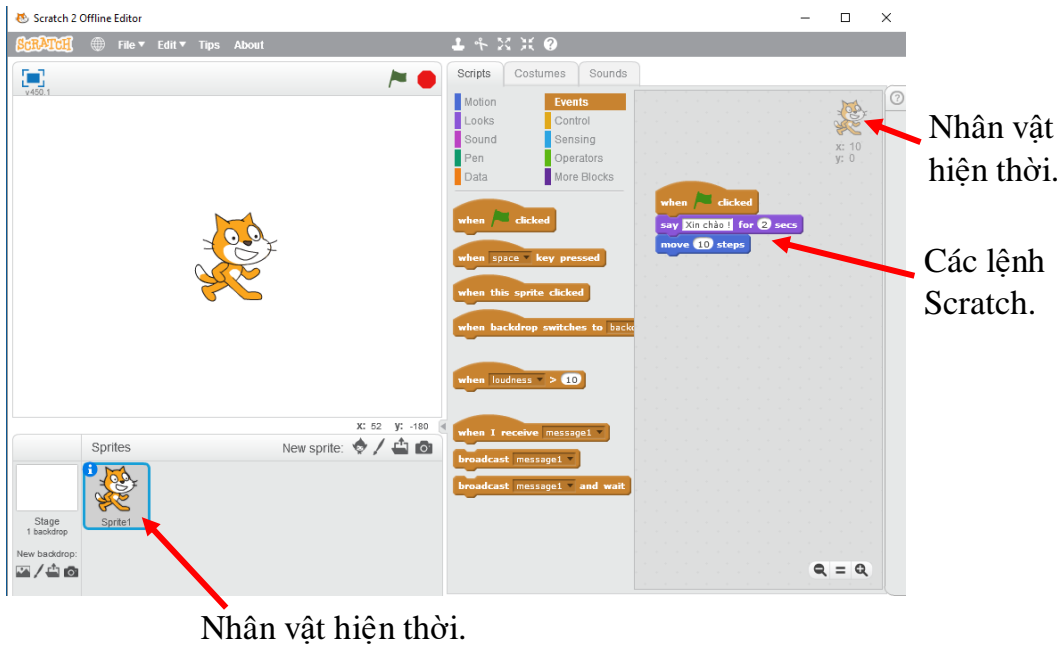 Scratch 2 Offline Editor
SCRATCH File Edit Tips About
v450.1
Scripts Costumes Sounds
Motion Events
Looks Control
Sound Sensing
Pen Operators
Data More Blocks
when clicked
when space key pressed
when this sprite clicked
when backdrop switches to
when loudness > 10
when I receive message1
broadcast message1
broadcast message1 and wait
x: 10
y: 0
when clicked
say Xin chào ! for 2 secs
move 10 steps
Nhân vật
hiện thời.
Các lệnh
Scratch.
X: 52 y: -180
Sprites New sprite:
Stage
1 backdrop
New backdrop:
Sprite1
Nhân vật hiện thời.